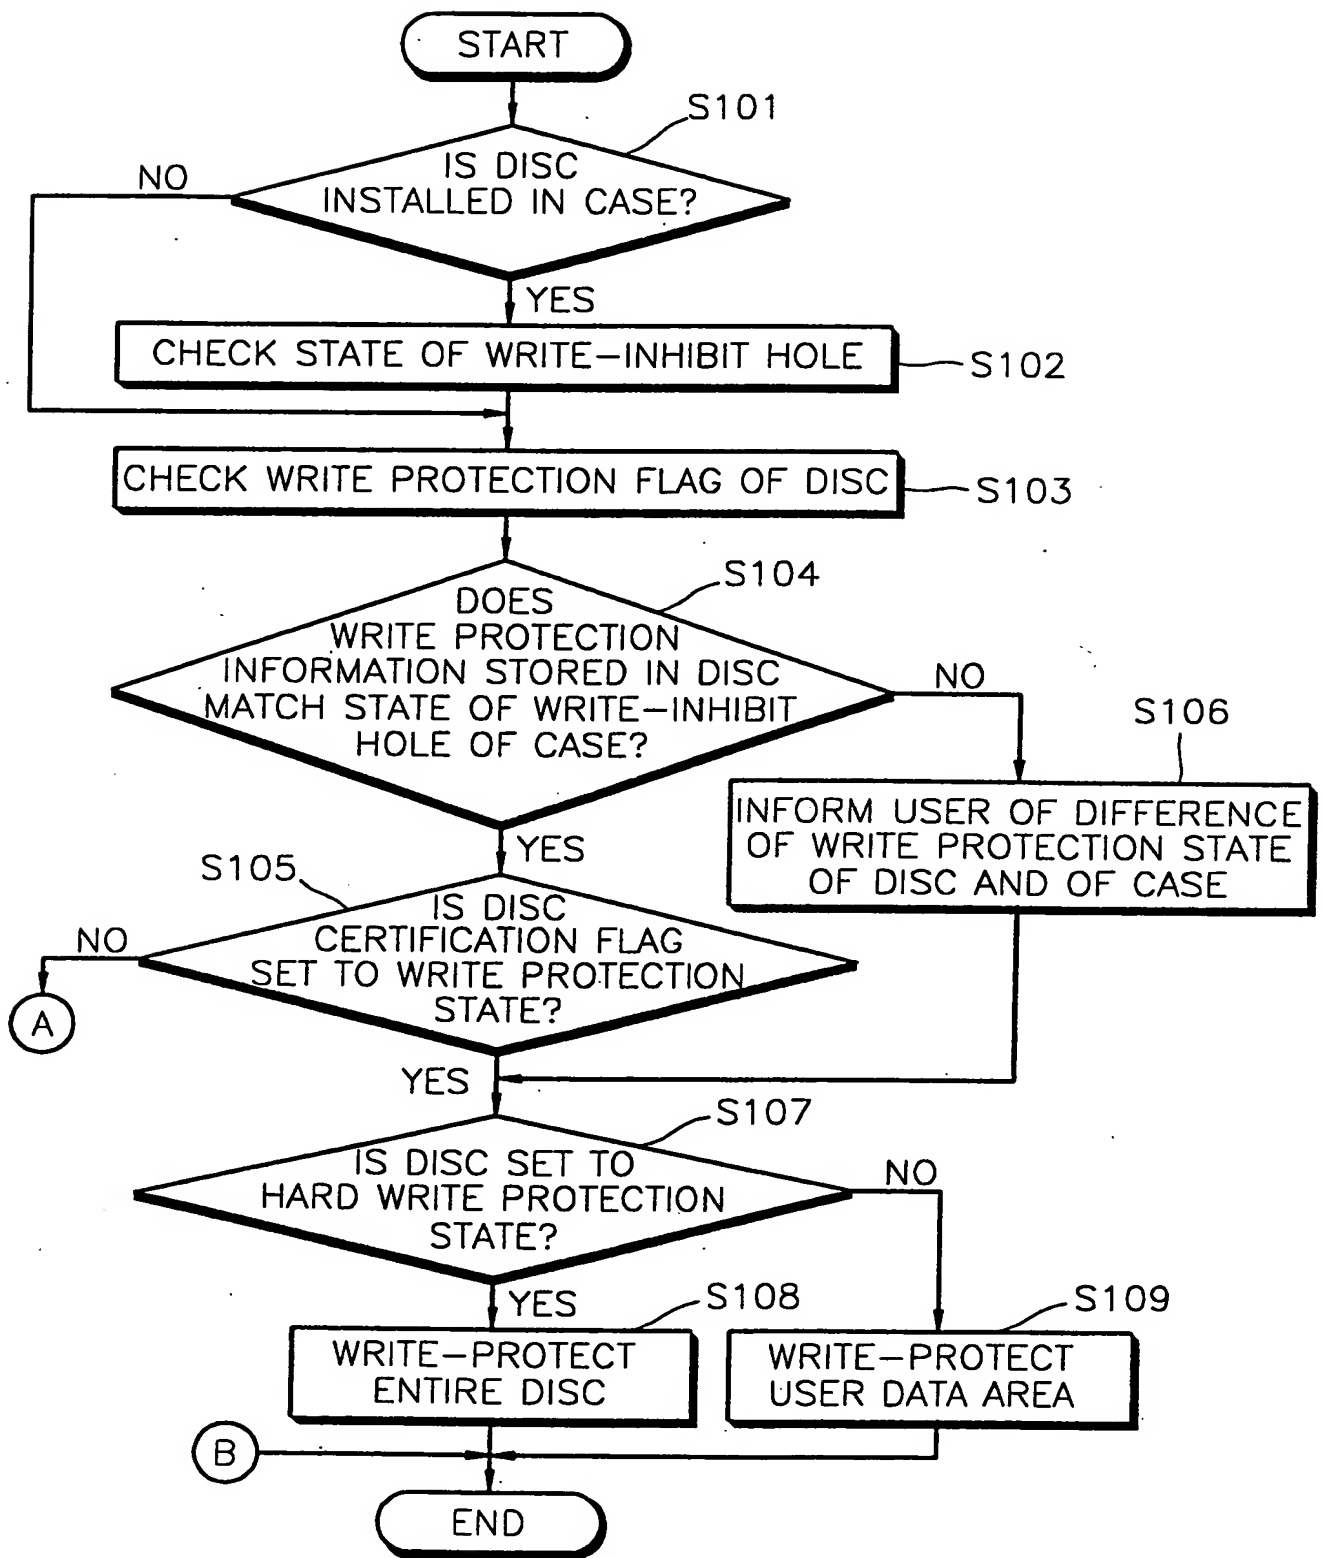 START
S101
IS DISC
INSTALLED IN CASE?
NO
YES
CHECK STATE OF WRITE-INHIBIT HOLE
S102
CHECK WRITE PROTECTION FLAG OF DISC
S103
S104
DOES
WRITE PROTECTION
INFORMATION STORED IN DISC
MATCH STATE OF WRITE-INHIBIT
HOLE OF CASE?
NO
S106
INFORM USER OF DIFFERENCE
OF WRITE PROTECTION STATE
OF DISC AND OF CASE
YES
S105
IS DISC
CERTIFICATION FLAG
SET TO WRITE PROTECTION
STATE?
NO
A
YES
S107
IS DISC SET TO
HARD WRITE PROTECTION
STATE?
NO
YES
S108
WRITE-PROTECT
ENTIRE DISC
S109
WRITE-PROTECT
USER DATA AREA
B
END